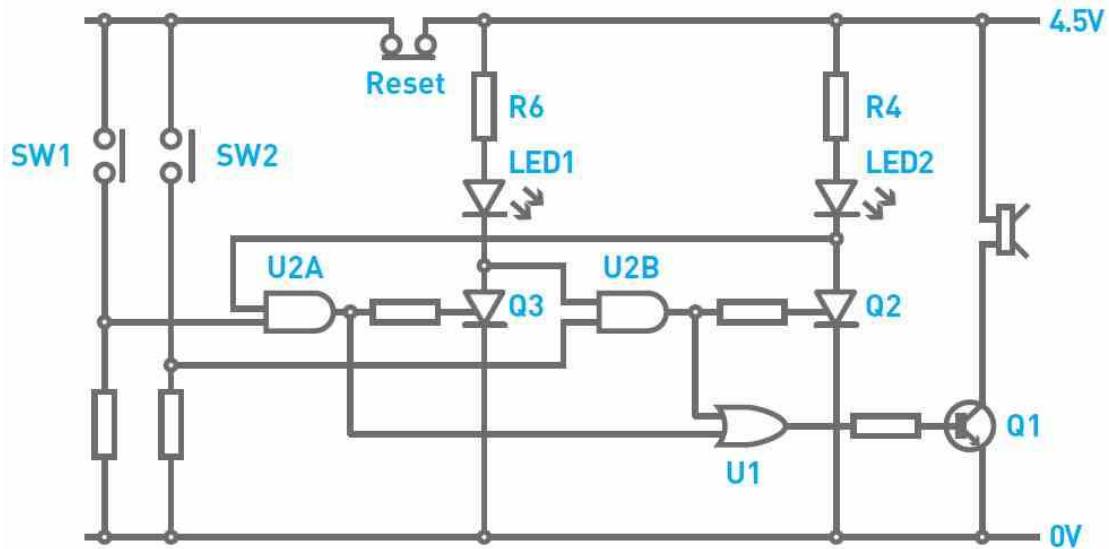 4.5V
Reset
R6
R4
SW1
SW2
LED1
LED2
U2A
U2B
Q3
Q2
Q1
U1
0V